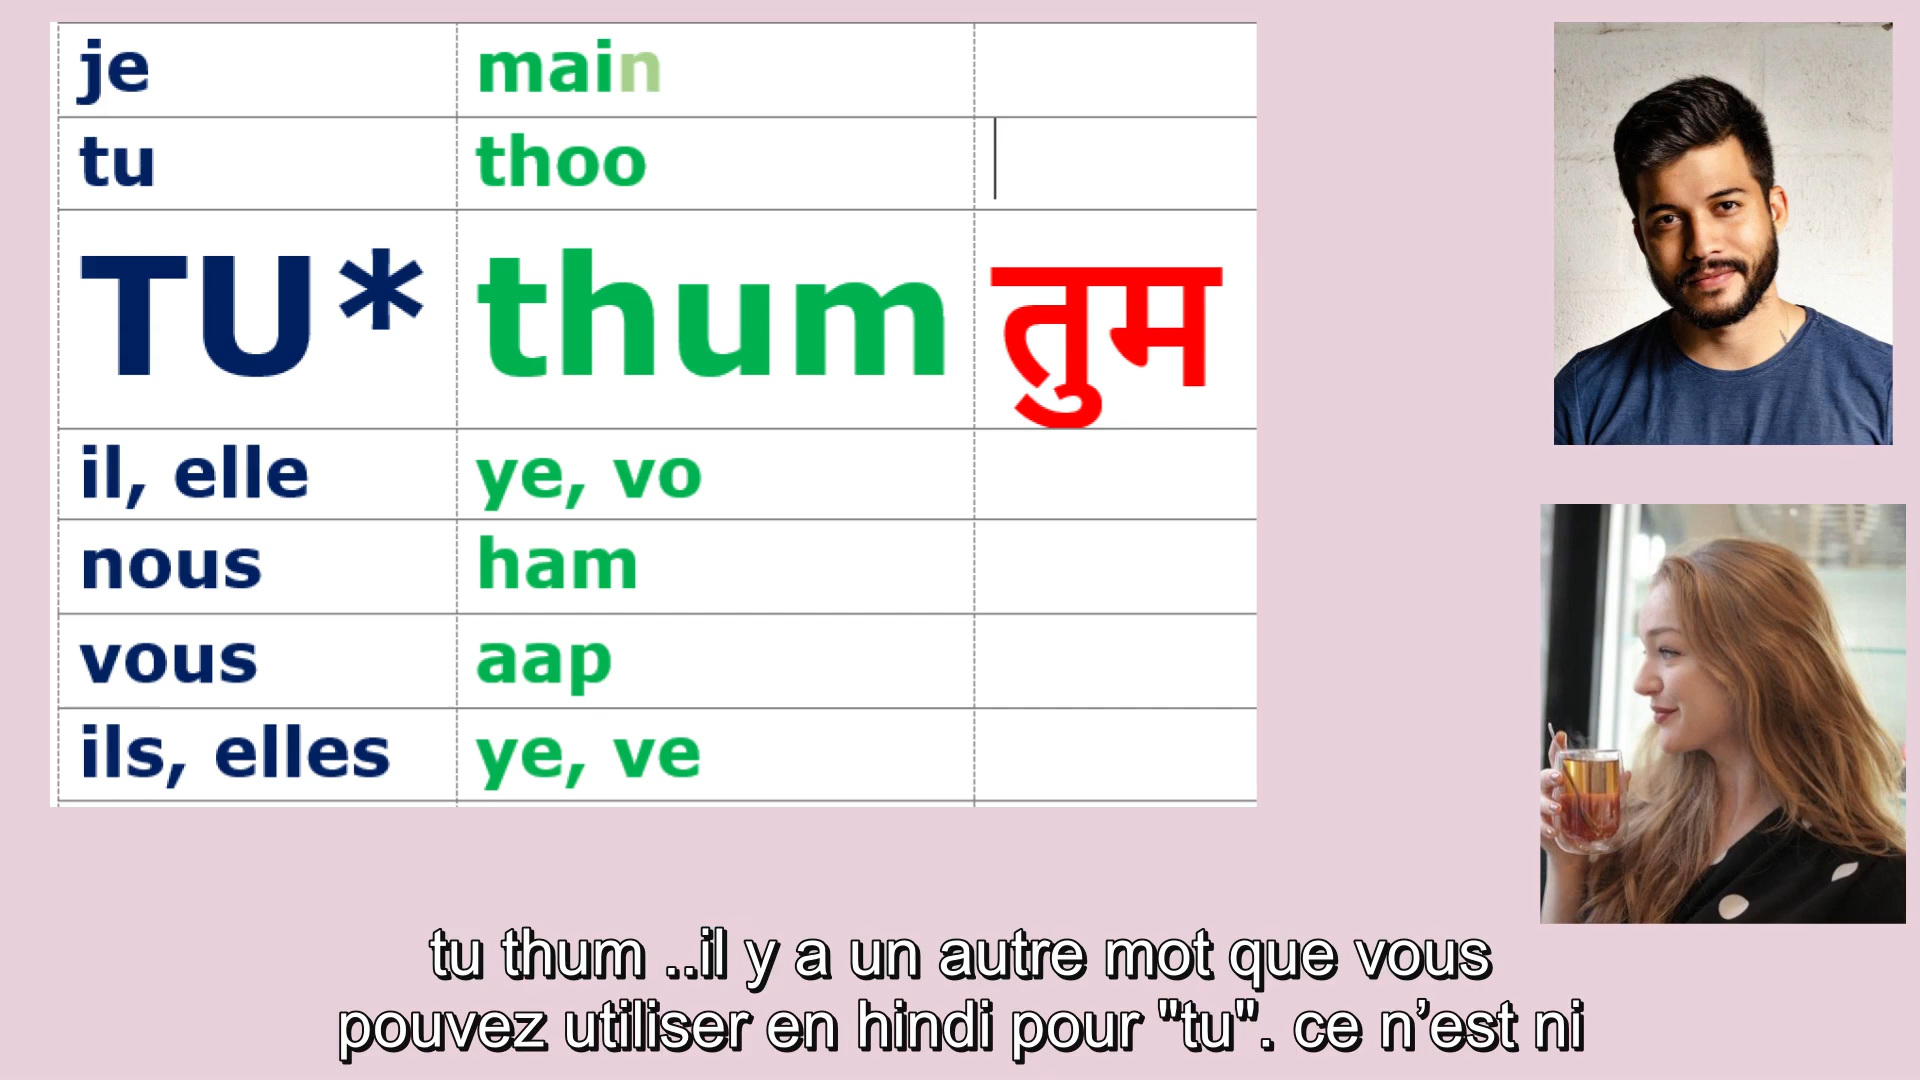 je main
tu thoo
TU* thum तुम
il, elle ye, vo
nous ham
vous aap
ils, elles ye, ve
tu thum ..il y a un autre mot que vous
pouvez utiliser en hindi pour "tu". ce n’est ni